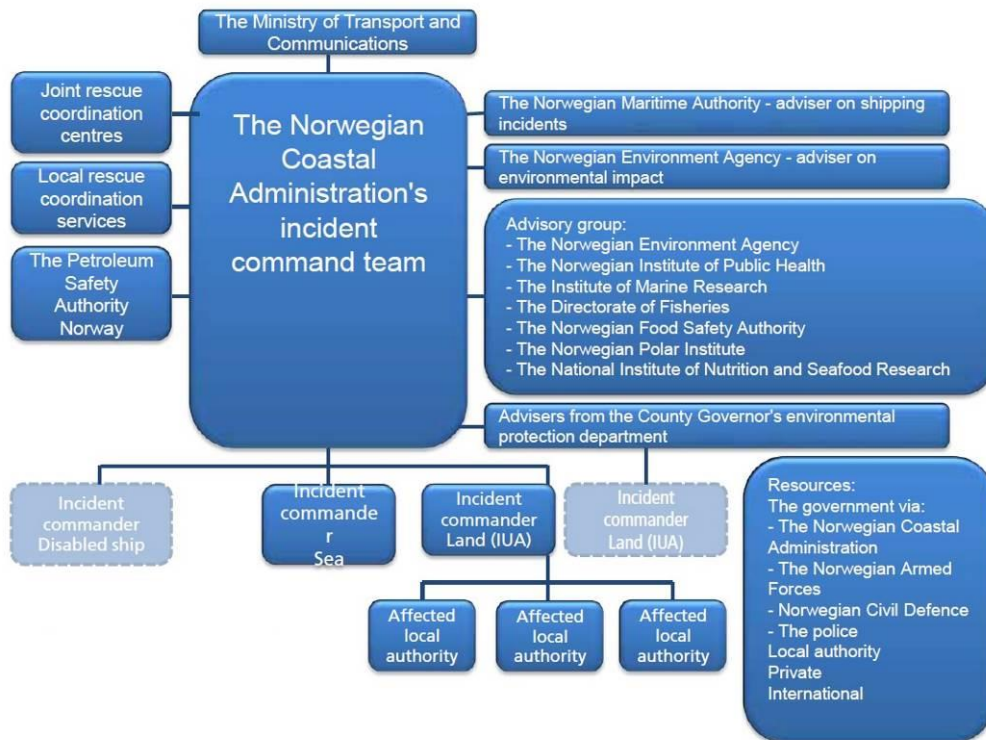 The Ministry of Transport and
Communications
Joint rescue
coordination
centres
Local rescue
coordination
services
The Petroleum
Safety
Authority
Norway
The Norwegian
Coastal
Administration's
incident
command team
The Norwegian Maritime Authority - adviser on shipping
incidents
The Norwegian Environment Agency - adviser on
environmental impact
Advisory group:
- The Norwegian Environment Agency
- The Norwegian Institute of Public Health
- The Institute of Marine Research
- The Directorate of Fisheries
- The Norwegian Food Safety Authority
- The Norwegian Polar Institute
- The National Institute of Nutrition and Seafood Research
Advisers from the County Governor's environmental
protection department
Incident
commander
Disabled ship
Incident
commande
r
Sea
Incident
commander
Land (IUA)
Incident
commander
Land (IUA)
Affected
local
authority
Affected
local
authority
Affected
local
authority
Resources:
The government via:
- The Norwegian Coastal
Administration
- The Norwegian Armed
Forces
- Norwegian Civil Defence
- The police
Local authority
Private
International